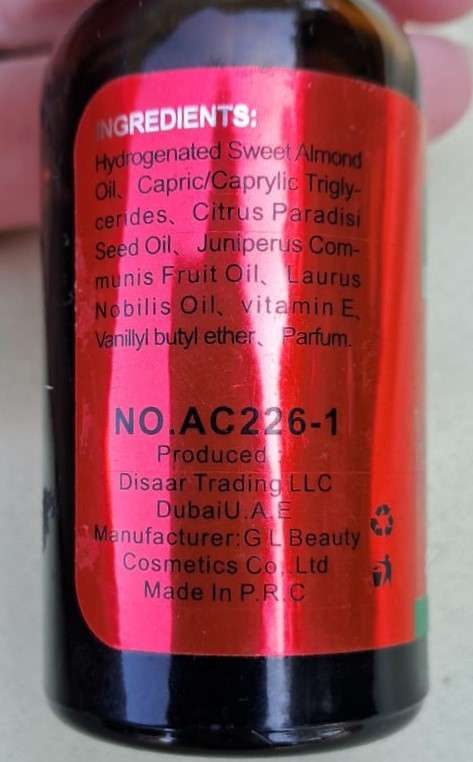 INGREDIENTS:
Hydrogenated Sweet Almond
Oil、Capric/Caprylic Trigly-
cerides、Citrus Paradisi
Seed Oil、Juniperus Com-
munis Fruit Oil、Laurus
Nobilis Oil、vitamin E、
Vanillyl butyl ether、Parfum.
NO.AC226-1
Produced
Disaar Trading LLC
DubaiU.A.E
Manufacturer:G L Beauty
Cosmetics Co,.Ltd
Made In P.R.C